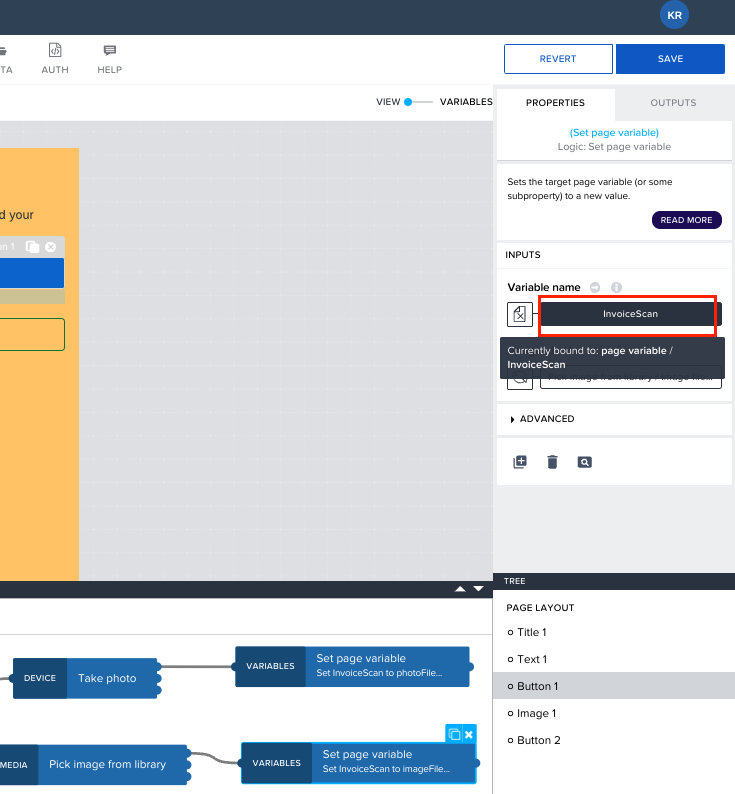 KR
TA
AUTH
HELP
REVERT
SAVE
VIEW
VARIABLES
PROPERTIES
OUTPUTS
(Set page variable)
Logic: Set page variable
Sets the target page variable (or some
subproperty) to a new value.
READ MORE
INPUTS
Variable name
InvoiceScan
Currently bound to: page variable /
InvoiceScan
ADVANCED
d your
on 1
TREE
PAGE LAYOUT
Title 1
Text 1
Button 1
Image 1
Button 2
DEVICE
Take photo
VARIABLES
Set page variable
Set InvoiceScan to photoFile...
MEDIA
Pick image from library
VARIABLES
Set page variable
Set InvoiceScan to imageFile...